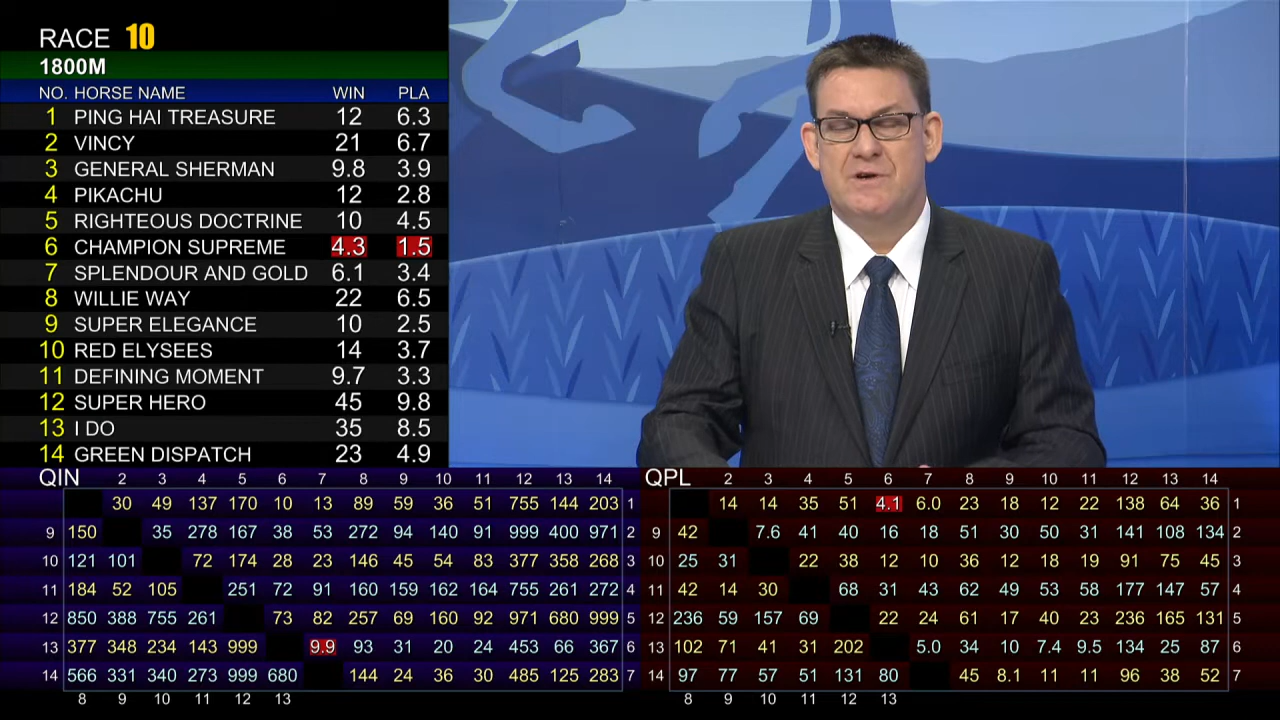 RACE 10
1800M
NO. HORSE NAME WIN PLA
1 PING HAI TREASURE 12 6.3
2 VINCY 21 6.7
3 GENERAL SHERMAN 9.8 3.9
4 PIKACHU 12 2.8
5 RIGHTEOUS DOCTRINE 10 4.5
6 CHAMPION SUPREME 4.3 1.5
7 SPLENDOUR AND GOLD 6.1 3.4
8 WILLIE WAY 22 6.5
9 SUPER ELEGANCE 10 2.5
10 RED ELYSEES 14 3.7
11 DEFINING MOMENT 9.7 3.3
12 SUPER HERO 45 9.8
13 I DO 35 8.5
14 GREEN DISPATCH 23 4.9
QIN 2 3 4 5 6 7 8 9 10 11 12 13 14
30 49 137 170 10 13 89 59 36 51 755 144 203 1
9 150 35 278 167 38 53 272 94 140 91 999 400 971 2
10 121 101 72 174 28 23 146 45 54 83 377 358 268 3
11 184 52 105 251 72 91 160 159 162 164 755 261 272 4
12 850 388 755 261 73 82 257 69 160 92 971 680 999 5
13 377 348 234 143 999 9.9 93 31 20 24 453 66 367 6
14 566 331 340 273 999 680 144 24 36 30 485 125 283 7
8 9 10 11 12 13
QPL 2 3 4 5 6 7 8 9 10 11 12 13 14
14 14 35 51 4.1 6.0 23 18 12 22 138 64 36 1
9 42 7.6 41 40 16 18 51 30 50 31 141 108 134 2
10 25 31 22 38 12 10 36 12 18 19 91 75 45 3
11 42 14 30 68 31 43 62 49 53 58 177 147 57 4
12 236 59 157 69 22 24 61 17 40 23 236 165 131 5
13 102 71 41 31 202 5.0 34 10 7.4 9.5 134 25 87 6
14 97 77 57 51 131 80 45 8.1 11 11 96 38 52 7
8 9 10 11 12 13